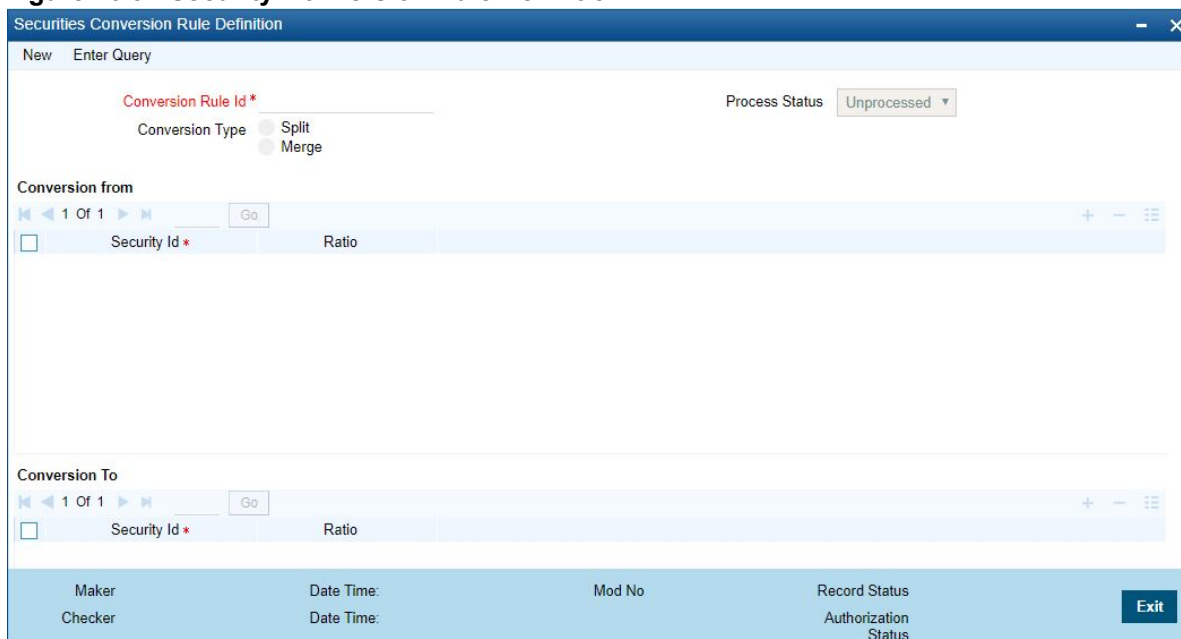 Securities Conversion Rule Definition
New Enter Query
Conversion Rule Id *
Process Status Unprocessed
Conversion Type Split
Merge
Conversion from
1 Of 1 Go
Security Id * Ratio
Conversion To
1 Of 1 Go
Security Id * Ratio
Maker Date Time: Mod No Record Status
Checker Date Time: Authorization Status
Exit